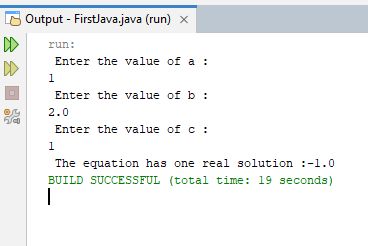 Output - FirstJava.java (run) ×
run:
Enter the value of a :
1
Enter the value of b :
2.0
Enter the value of c :
1
The equation has one real solution :-1.0
BUILD SUCCESSFUL (total time: 19 seconds)